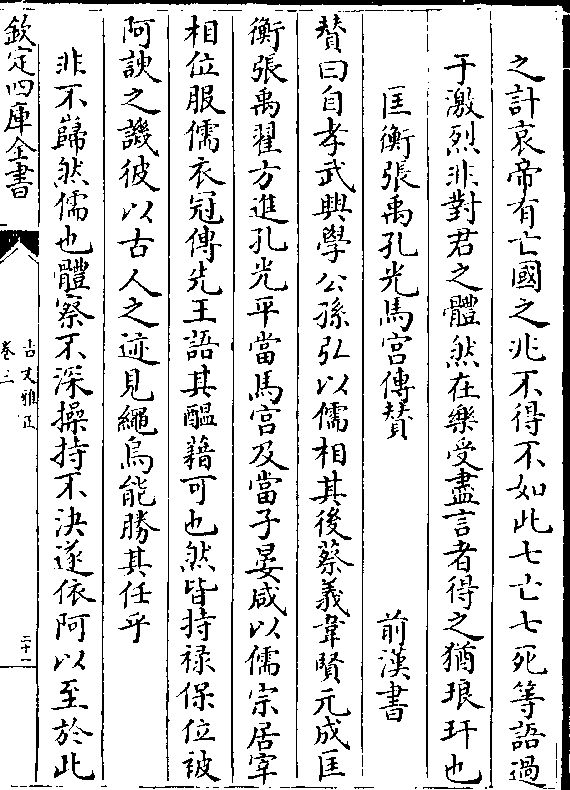 之計哀帝有亡國之兆不得不如此七亡七死等語過
于激烈非對君之體然在樂受盡言者得之猶琅玕也
匡衡張禹孔光馬宮傳贊 前漢書
贊曰自孝武興學公孫弘以儒相其後蔡義韋賢元成匡
衡張禹翟方進孔光平當馬宮及當子晏咸以儒宗居宰
相位服儒衣冠傳先王語其醖藉可也然皆持祿保位被
阿諛之譏彼以古人之迹見繩烏能勝其任乎
非不巋然儒也體察不深操持不決遂依阿以至於此
欽定四庫全書
古文雅正
卷三
二十一